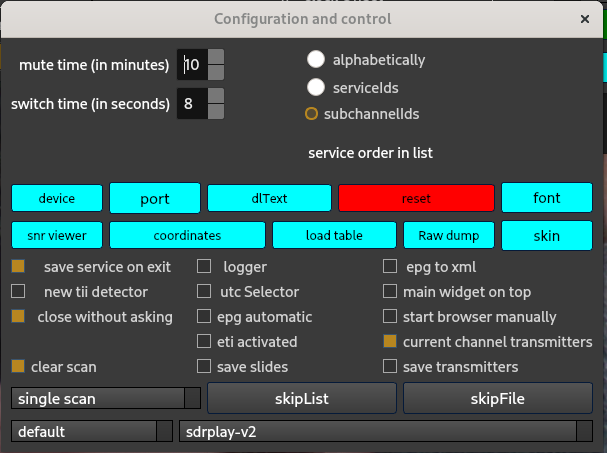 Configuration and control
×
mute time (in minutes) 10
alphabetically
serviceIds
switch time (in seconds) 8
subchannelIds
service order in list
device port dlText reset font
snr viewer coordinates load table Raw dump skin
save service on exit logger epg to xml
new tii detector utc Selector main widget on top
close without asking epg automatic start browser manually
eti activated current channel transmitters
clear scan save slides save transmitters
single scan skipList skipFile
default sdrplay-v2